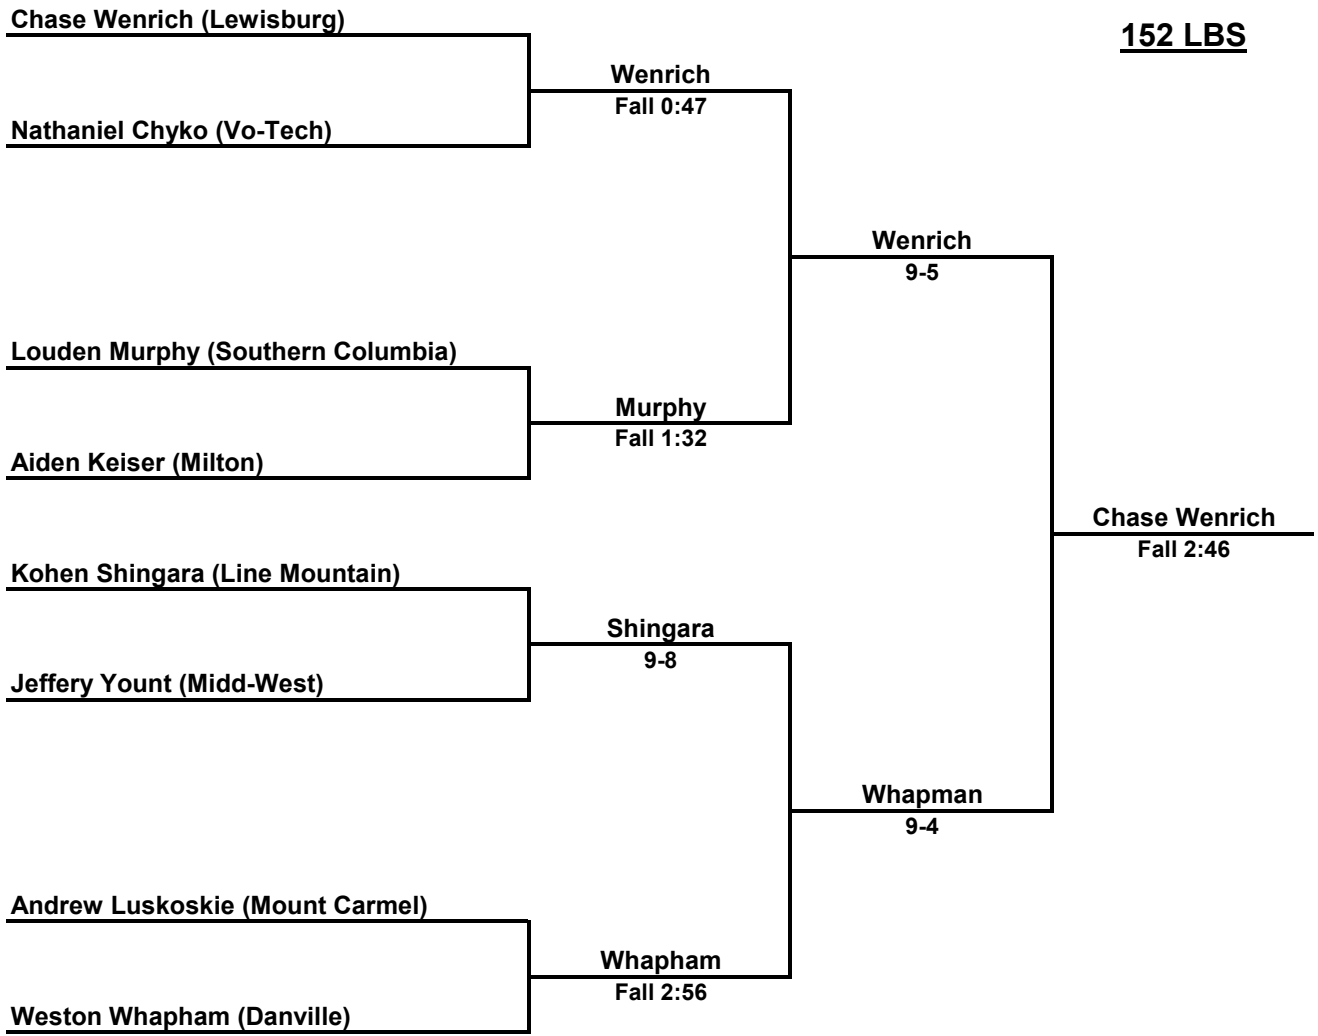 Chase Wenrich (Lewisburg)
152 LBS
Wenrich
Fall 0:47
Nathaniel Chyko (Vo-Tech)
Wenrich
9-5
Louden Murphy (Southern Columbia)
Murphy
Fall 1:32
Aiden Keiser (Milton)
Chase Wenrich
Fall 2:46
Kohen Shingara (Line Mountain)
Shingara
9-8
Jeffery Yount (Midd-West)
Whapman
9-4
Andrew Luskoskie (Mount Carmel)
Whapham
Fall 2:56
Weston Whapham (Danville)